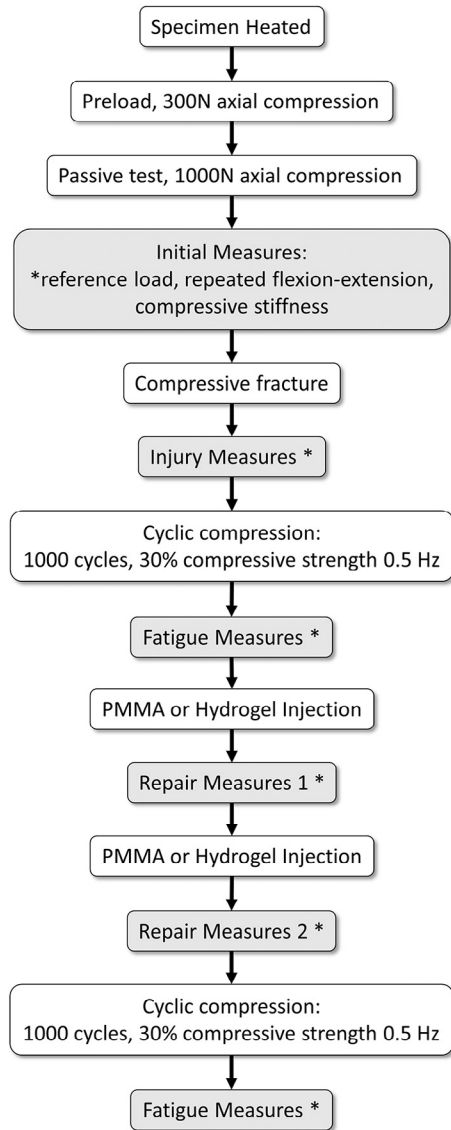 Specimen Heated
Preload, 300N axial compression
Passive test, 1000N axial compression
Initial Measures:
*reference load, repeated flexion-extension,
compressive stiffness
Compressive fracture
Injury Measures *
Cyclic compression:
1000 cycles, 30% compressive strength 0.5 Hz
Fatigue Measures *
PMMA or Hydrogel Injection
Repair Measures 1 *
PMMA or Hydrogel Injection
Repair Measures 2 *
Cyclic compression:
1000 cycles, 30% compressive strength 0.5 Hz
Fatigue Measures *